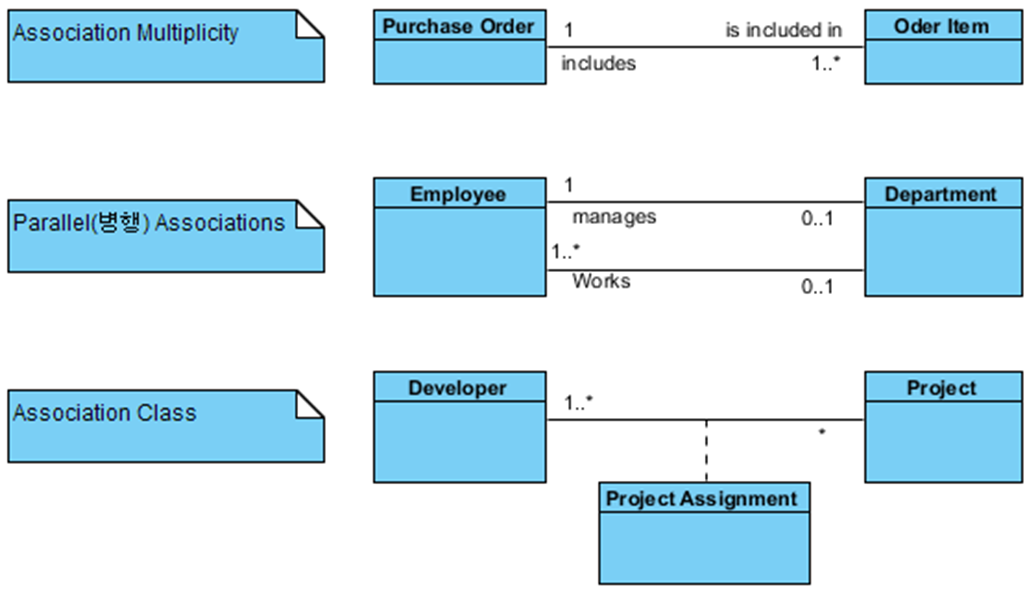 Association Multiplicity
Purchase Order
1
is included in
includes
1..*
Oder Item
Parallel(병행) Associations
Employee
1
manages
0..1
1..*
Works
0..1
Department
Association Class
Developer
1..*
*
Project
Project Assignment